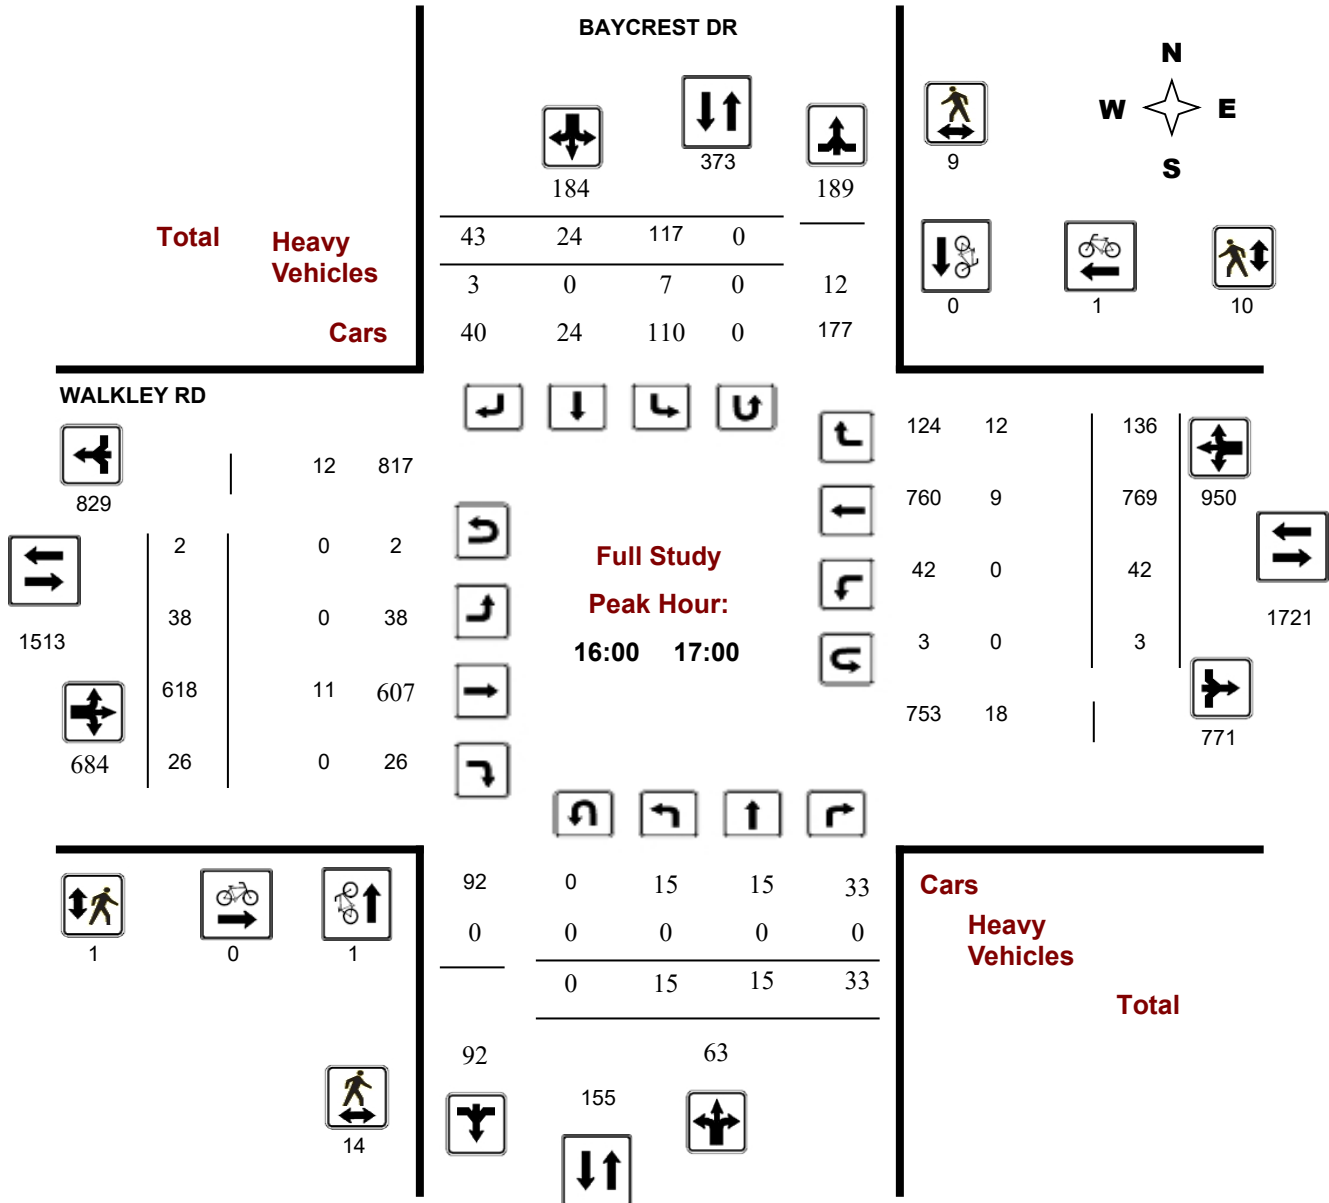 BAYCREST DR
N
W E
S
373
9
184 189
Total Heavy Vehicles
43 24 117 0
3 0 7 0 12
Cars
40 24 110 0 177
0 1 10
WALKLEY RD
829
12 817
2 0 2
38 0 38
1513
618 11 607
684
26 0 26
Full Study
Peak Hour:
16:00 17:00
124 12 136
760 9 769 950
42 0 42
1721
3 0 3
753 18
771
92 0 15 15 33
0 0 0 0 0
0 15 15 33
92 63
155
1 0 1
14
Cars
Heavy
Vehicles
Total